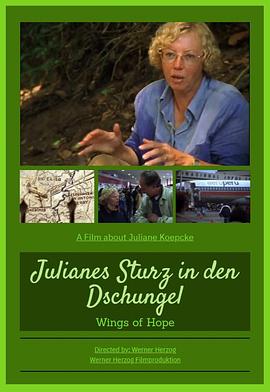 A Film about Juliane Koepcke
Julianes Sturz in den
Dschungel
Wings of Hope
Directed by: Werner Herzog
Werner Herzog Filmproduktion